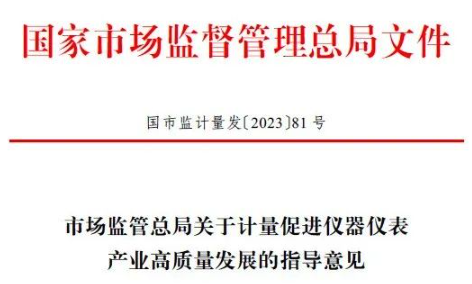 国家市场监督管理总局文件
国市监计量发〔2023〕81 号
市场监管总局关于计量促进仪器仪表
产业高质量发展的指导意见